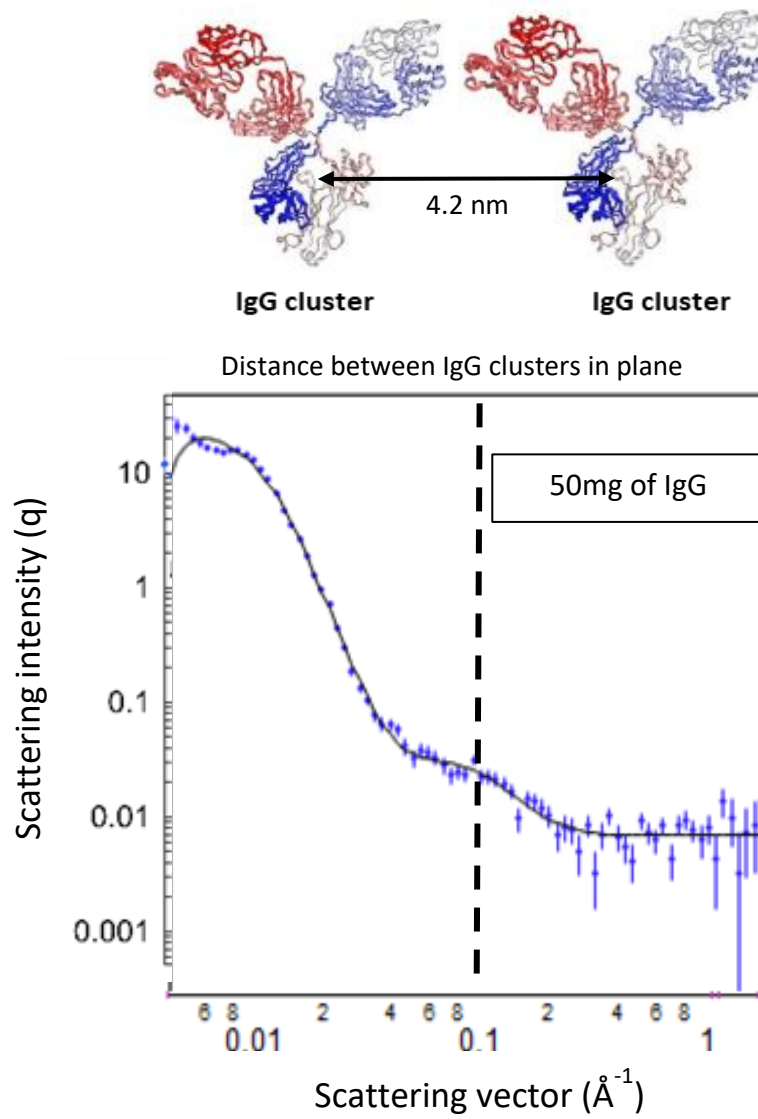 4.2 nm
IgG cluster IgG cluster
Distance between IgG clusters in plane
50mg of IgG
Scattering intensity (q)
10
1
0.1
0.01
0.001
6 8 2 4 6 8 2 4 6 8
0.01 0.1 1
Scattering vector (Å⁻¹)